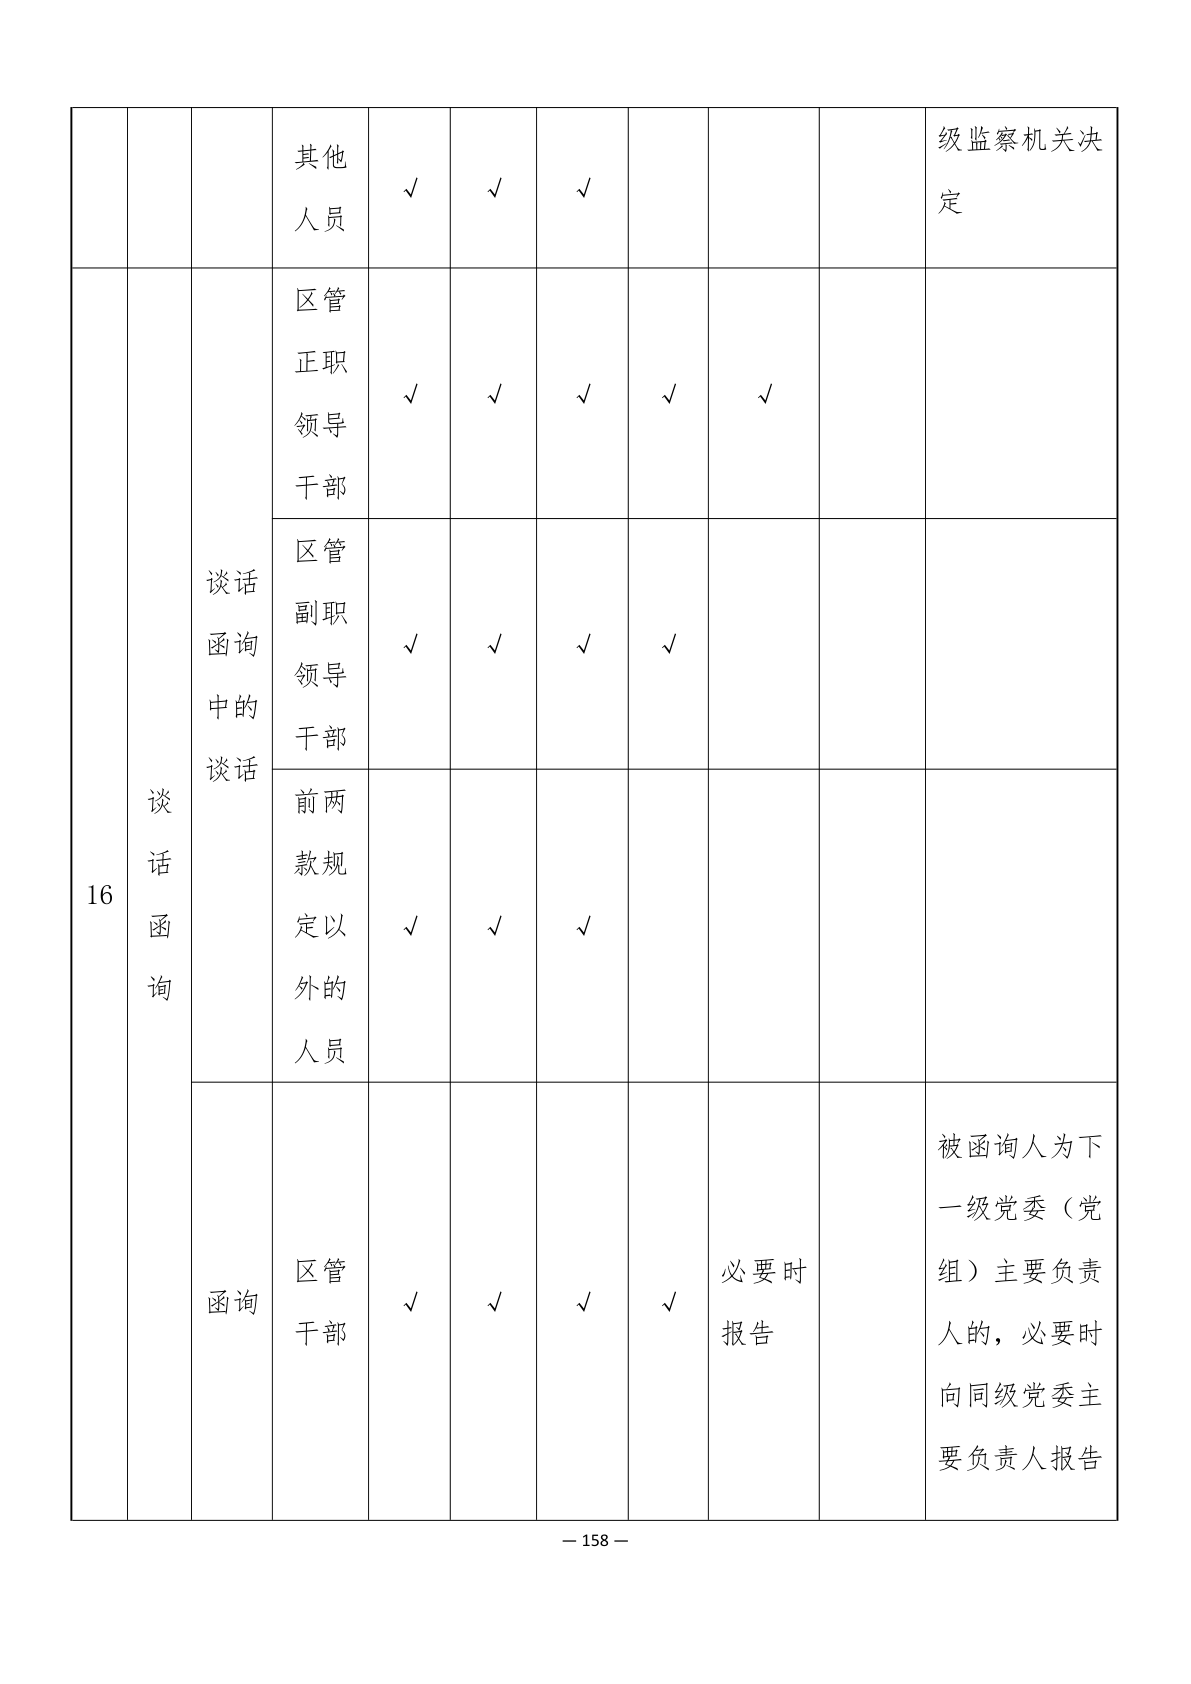 其他
人员
√ √ √
级监察机关决
定
16
谈
话
函
询
谈话
函询
中的
谈话
区管
正职
领导
干部
√ √ √ √ √
区管
副职
领导
干部
√ √ √ √
前两
款规
定以
外的
人员
√ √ √
函询
区管
干部
√ √ √ √
必要时
报告
被函询人为下
一级党委（党
组）主要负责
人的，必要时
向同级党委主
要负责人报告
— 158 —